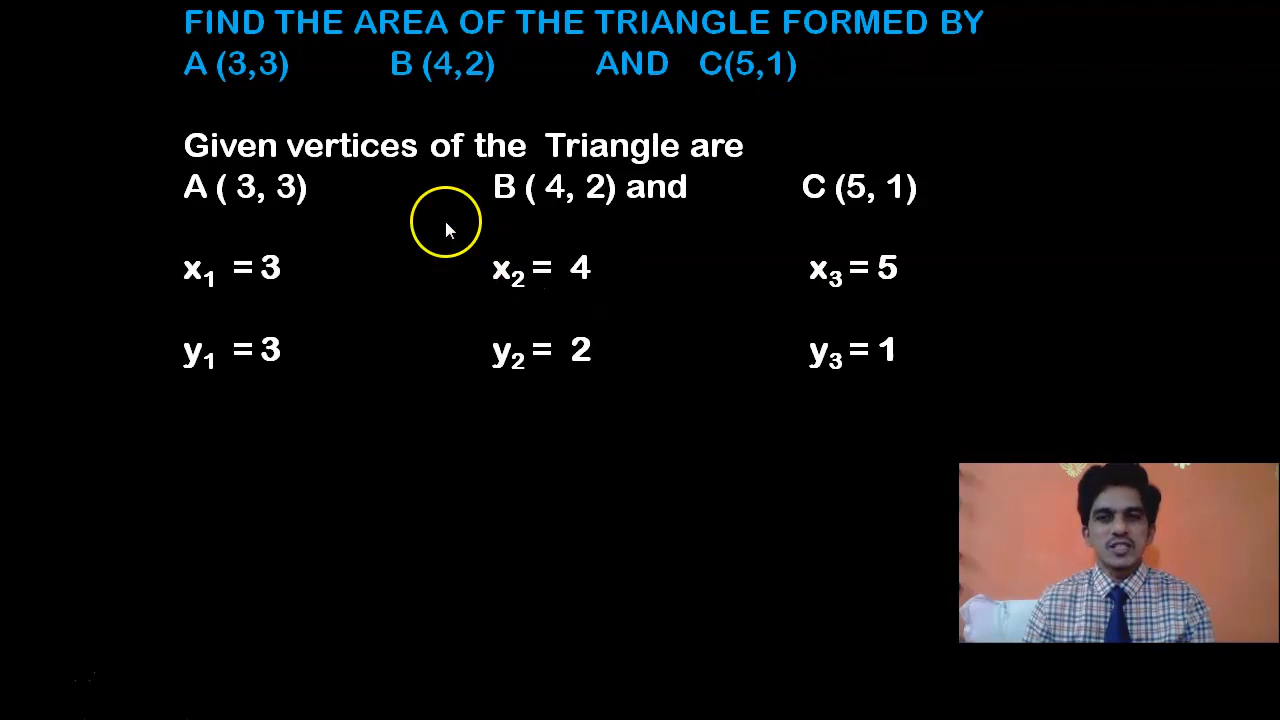 FIND THE AREA OF THE TRIANGLE FORMED BY
A (3,3) B (4,2) AND C(5,1)
Given vertices of the Triangle are
A ( 3, 3) B ( 4, 2) and C (5, 1)
x₁ = 3 x₂ = 4 x₃ = 5
y₁ = 3 y₂ = 2 y₃ = 1